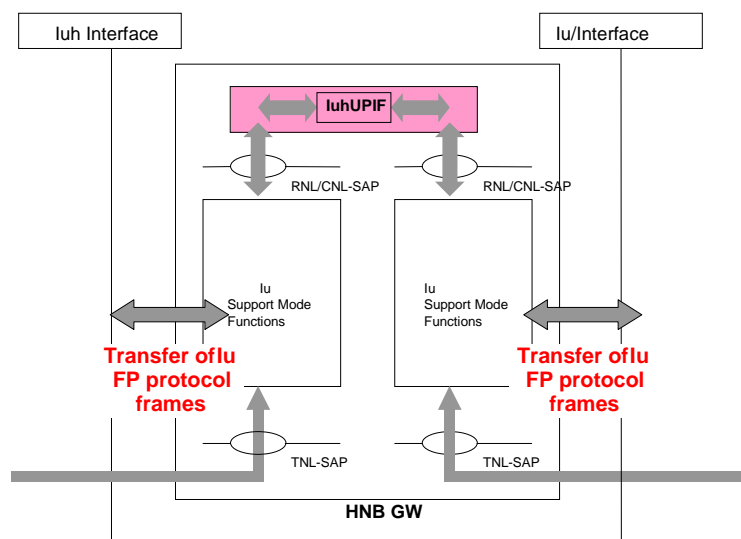 Iuh Interface
Iu/Interface
IuhUPIF
RNL/CNL-SAP
RNL/CNL-SAP
Iu
Support Mode
Functions
Iu
Support Mode
Functions
Transfer ofIu
FP protocol
frames
Transfer ofIu
FP protocol
frames
TNL-SAP
TNL-SAP
HNB GW